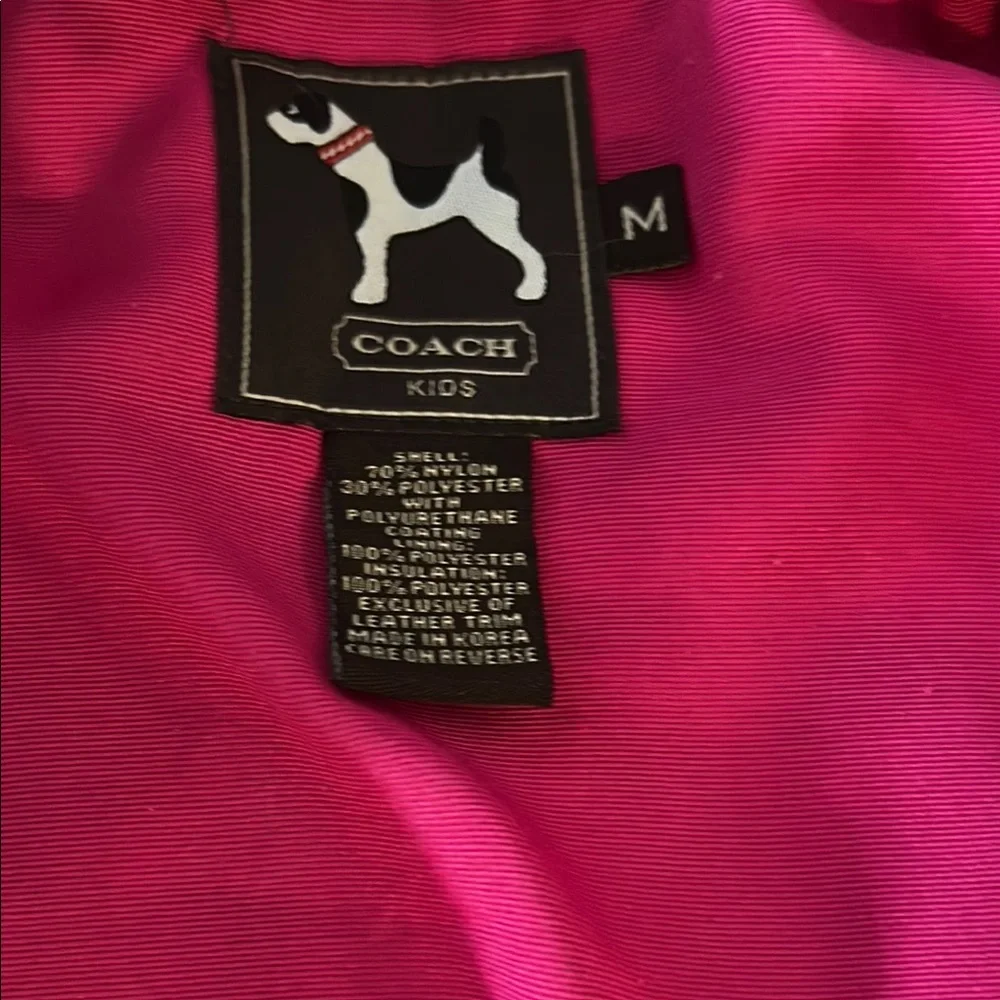 COACH
KIDS
M
SHELL:
70% NYLON
30% POLYESTER
WITH
POLYURETHANE
COATING
LINING:
100% POLYESTER
INSULATION:
100% POLYESTER
EXCLUSIVE OF
LEATHER TRIM
MADE IN KOREA
CARE ON REVERSE